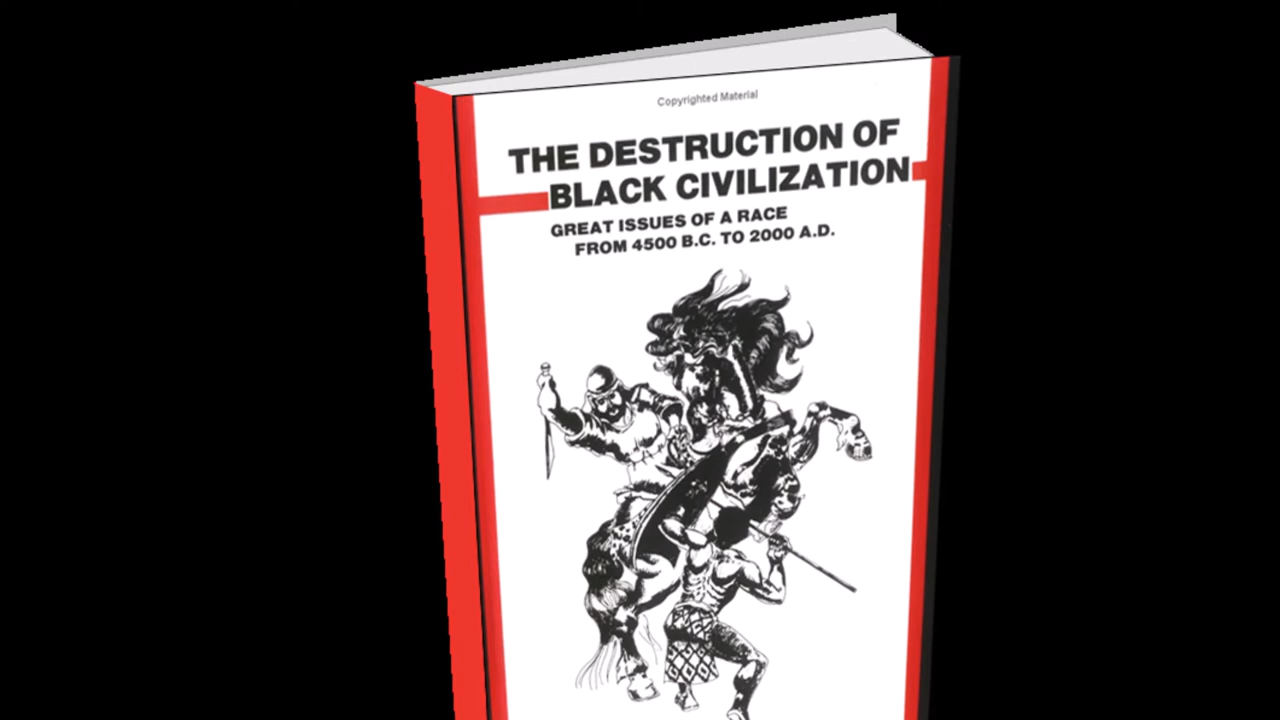 Copyrighted Material
THE DESTRUCTION OF
BLACK CIVILIZATION
GREAT ISSUES OF A RACE
FROM 4500 B.C. TO 2000 A.D.